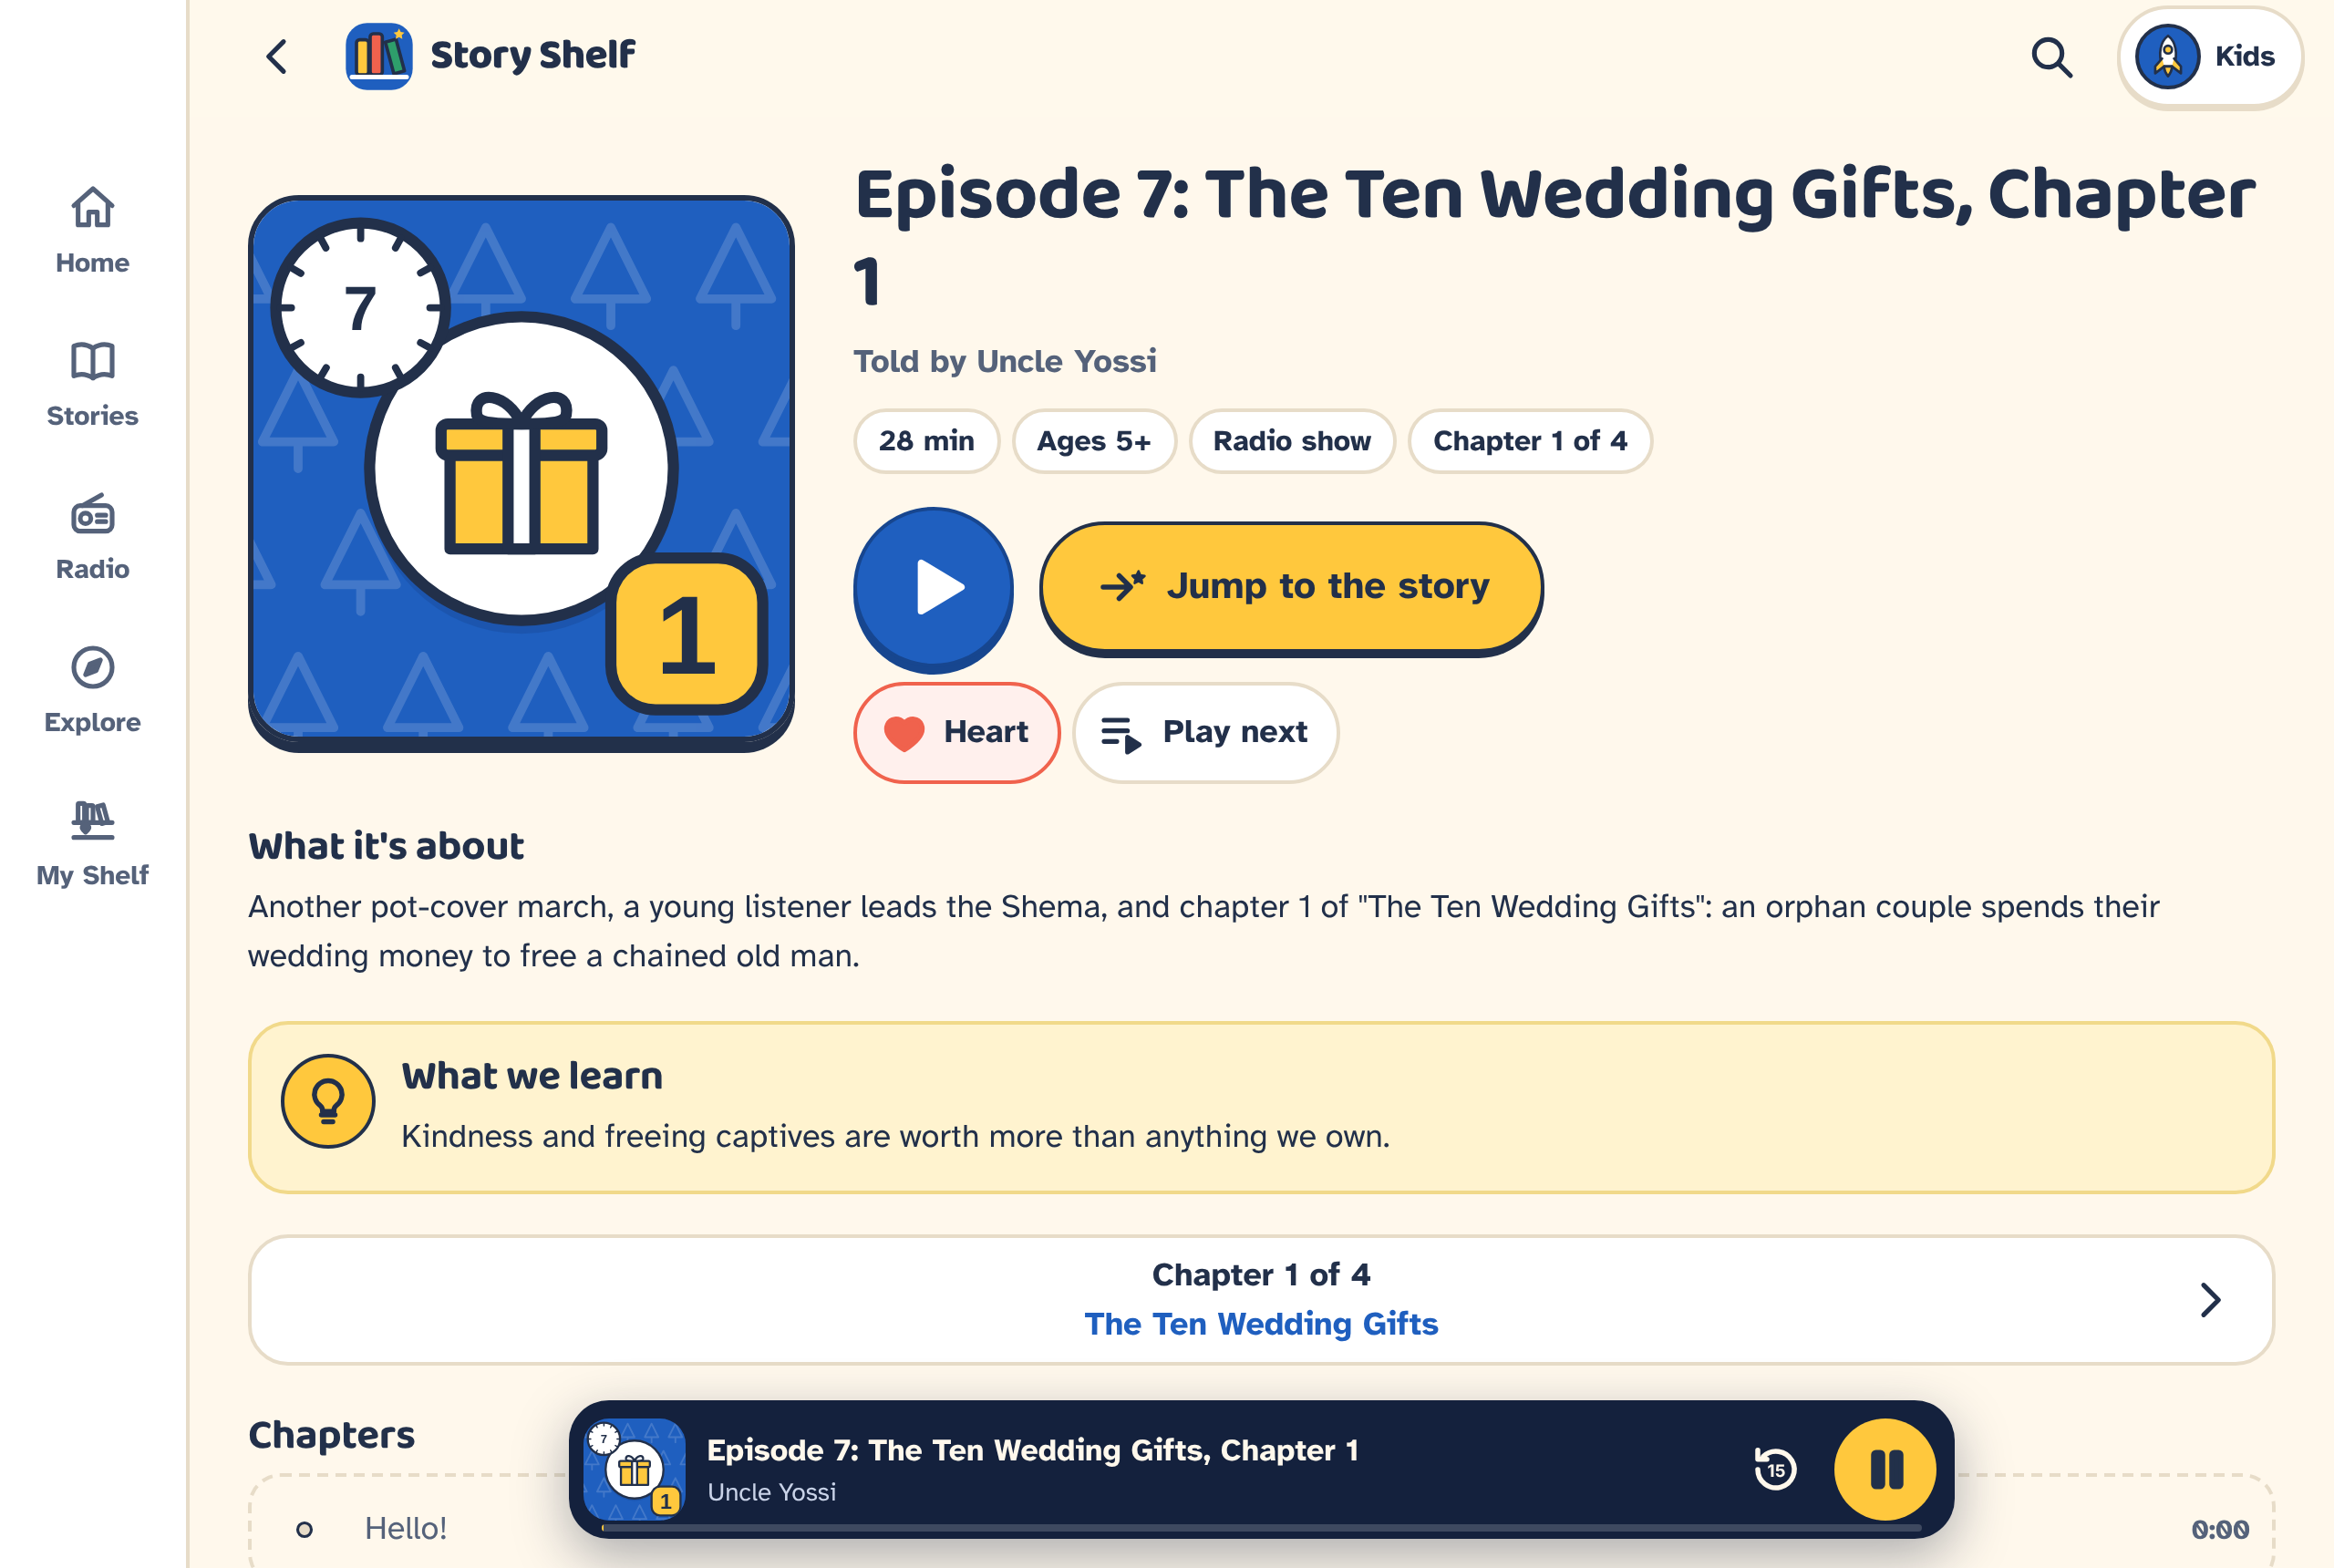 Story Shelf
Kids
Home
Stories
Radio
Explore
My Shelf
7
1
Episode 7: The Ten Wedding Gifts, Chapter
1
Told by Uncle Yossi
28 min
Ages 5+
Radio show
Chapter 1 of 4
Jump to the story
Heart
Play next
What it's about
Another pot-cover march, a young listener leads the Shema, and chapter 1 of "The Ten Wedding Gifts": an orphan couple spends their
wedding money to free a chained old man.
What we learn
Kindness and freeing captives are worth more than anything we own.
Chapter 1 of 4
The Ten Wedding Gifts
Chapters
Hello!
0:00
7
1
Episode 7: The Ten Wedding Gifts, Chapter 1
Uncle Yossi
15